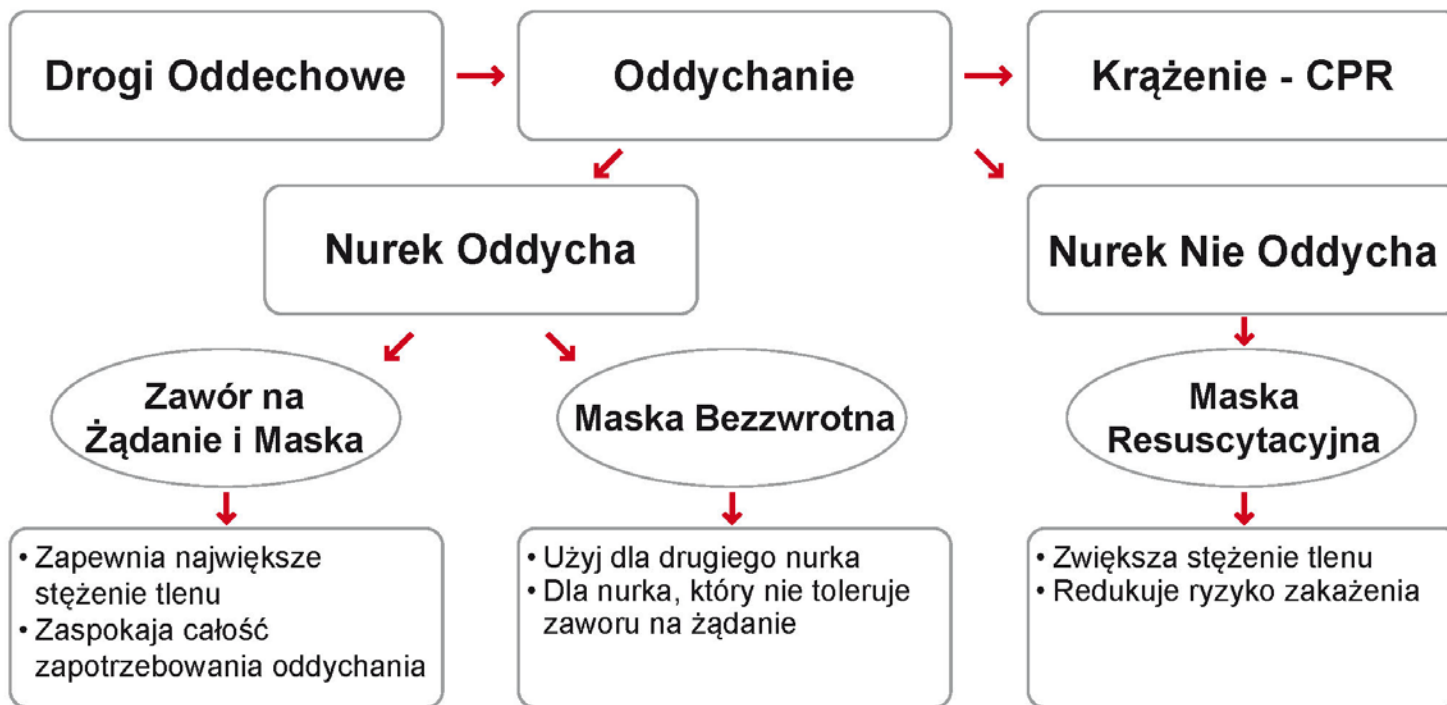 Drogi Oddechowe
Oddychanie
Krążenie - CPR
Nurek Oddycha
Nurek Nie Oddycha
Zawór na
Żądanie i Maska
Maska Bezzwrotna
Maska
Resuscytacyjna
• Zapewnia największe
stężenie tlenu
• Zaspokaja całość
zapotrzebowania oddychania
• Użyj dla drugiego nurka
• Dla nurka, który nie toleruje
zaworu na żądanie
• Zwiększa stężenie tlenu
• Redukuje ryzyko zakażenia